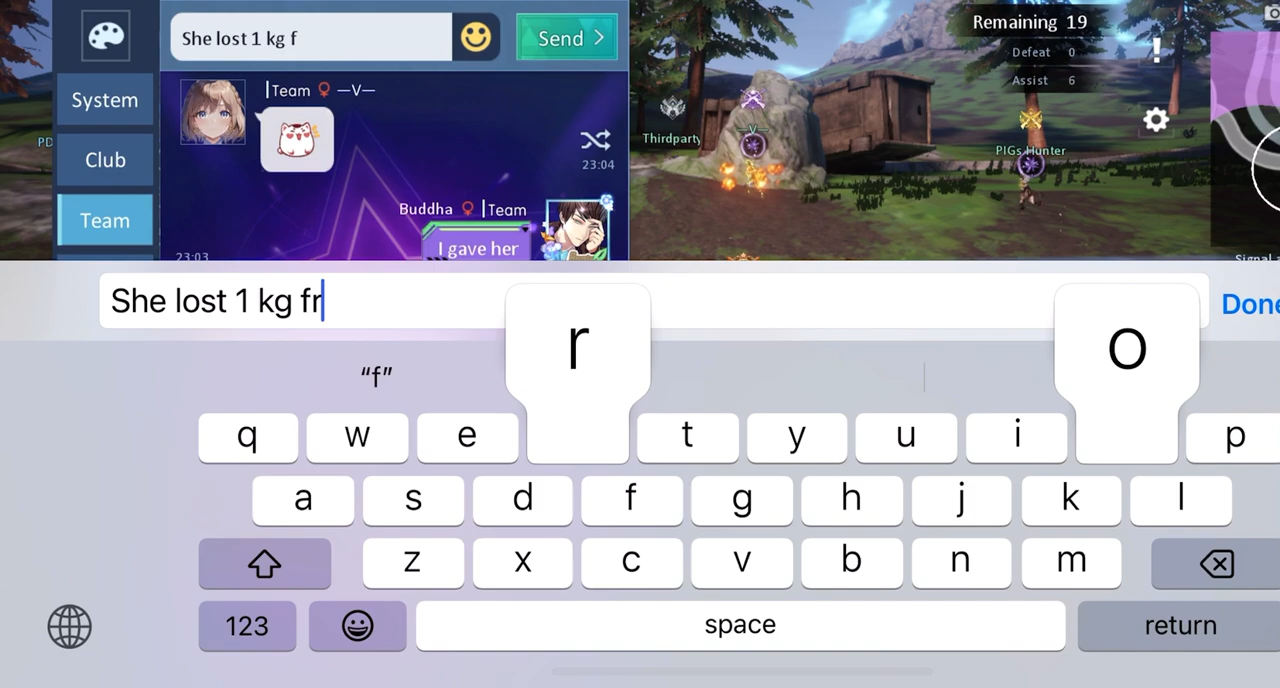 She lost 1 kg f
Send >
System
Club
Team
Team ♀ —V—
23:04
Buddha ♀ Team
I gave her
23:03
PD
Remaining 19
Defeat 0
Assist 6
Thirdparty
—V—
PIGs Hunter
She lost 1 kg fr
Done
“f”
r
o
q w e t y u i p
a s d f g h j k l
z x c v b n m
123 space return